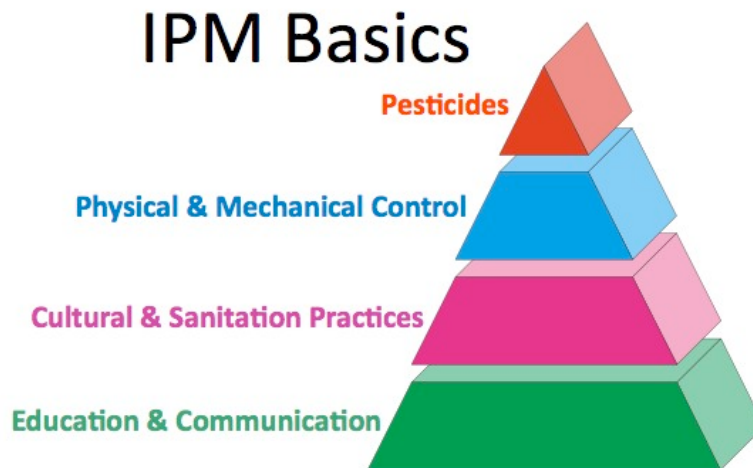 IPM Basics
Pesticides
Physical & Mechanical Control
Cultural & Sanitation Practices
Education & Communication